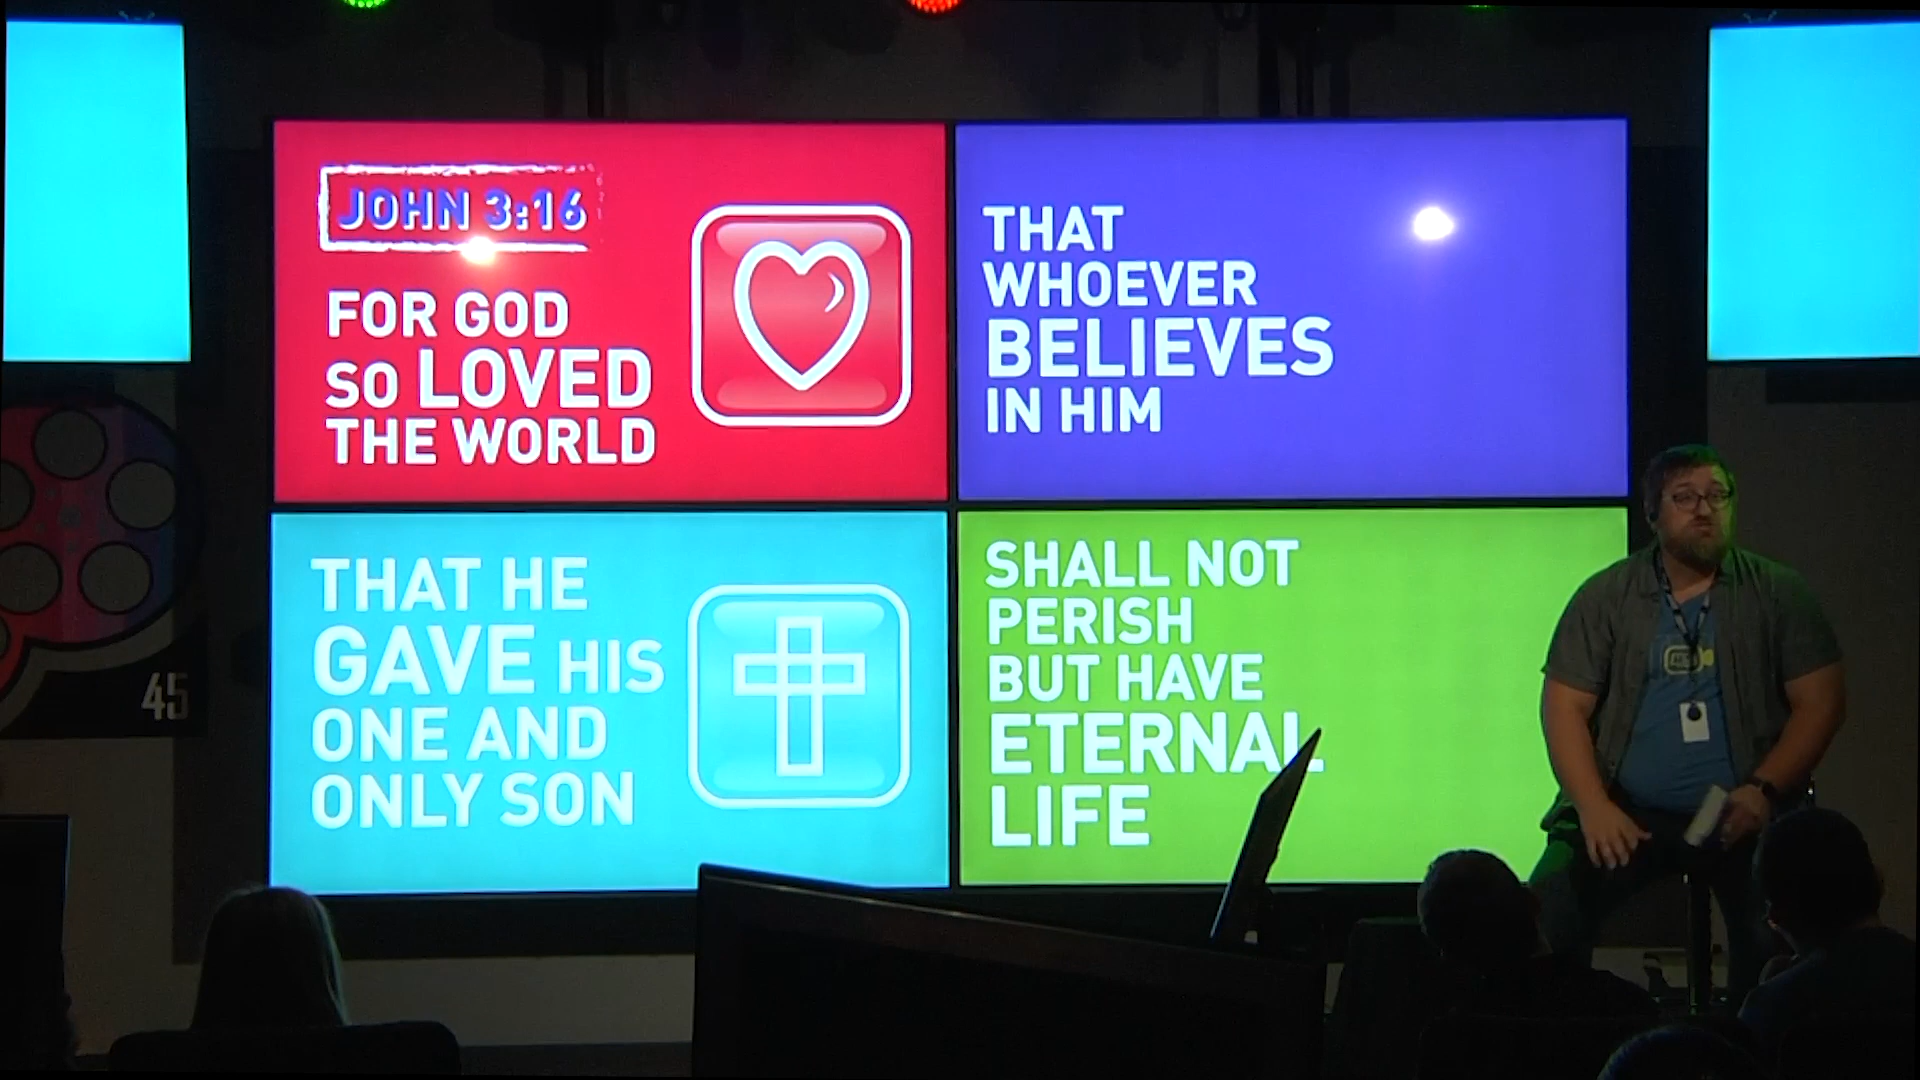 JOHN 3:16
FOR GOD
SO LOVED
THE WORLD
THAT HE
GAVE HIS
ONE AND
ONLY SON
THAT
WHOEVER
BELIEVES
IN HIM
SHALL NOT
PERISH
BUT HAVE
ETERNAL
LIFE
45